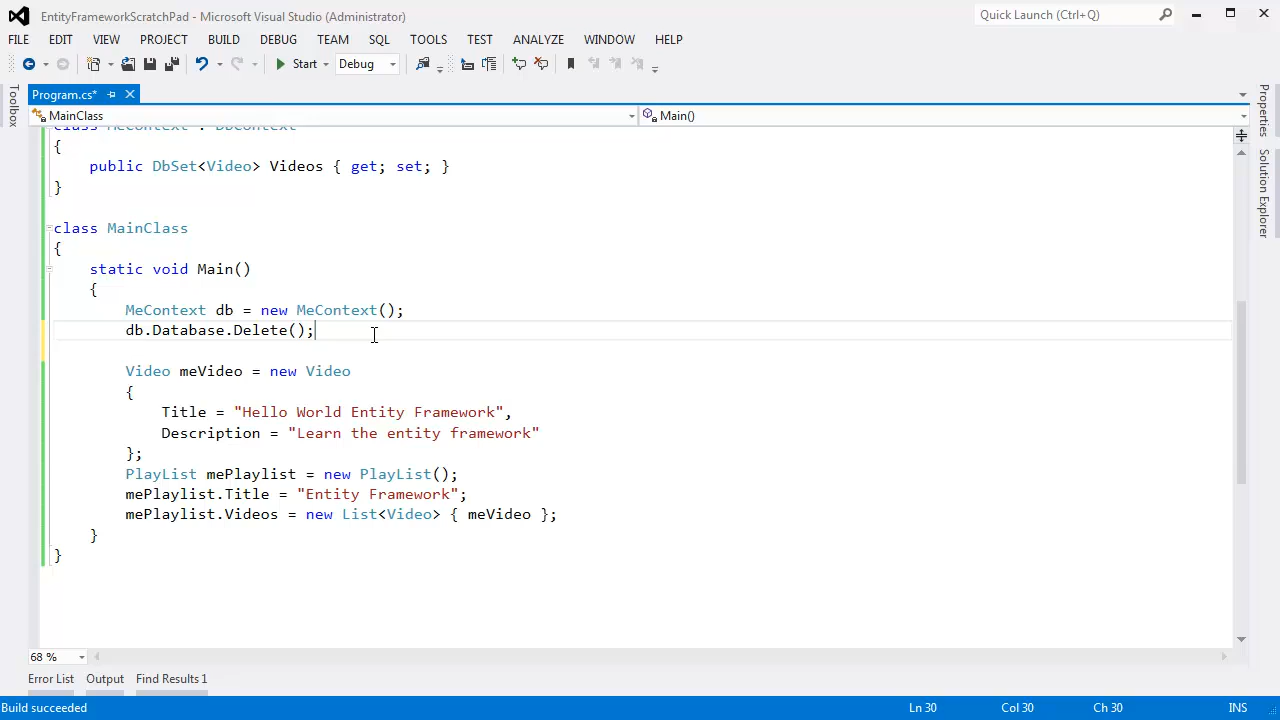 EntityFrameworkScratchPad - Microsoft Visual Studio (Administrator)
Quick Launch (Ctrl+Q)
FILE EDIT VIEW PROJECT BUILD DEBUG TEAM SQL TOOLS TEST ANALYZE WINDOW HELP
Start Debug
Toolbox
Program.cs*
MainClass
Main()
Properties
Solution Explorer
class MeContext : DbContext
{
public DbSet<Video> Videos { get; set; }
}
class MainClass
{
static void Main()
{
MeContext db = new MeContext();
db.Database.Delete();
Video meVideo = new Video
{
Title = "Hello World Entity Framework",
Description = "Learn the entity framework"
};
PlayList mePlaylist = new PlayList();
mePlaylist.Title = "Entity Framework";
mePlaylist.Videos = new List<Video> { meVideo };
}
}
68 %
Error List Output Find Results 1
Build succeeded Ln 30 Col 30 Ch 30 INS